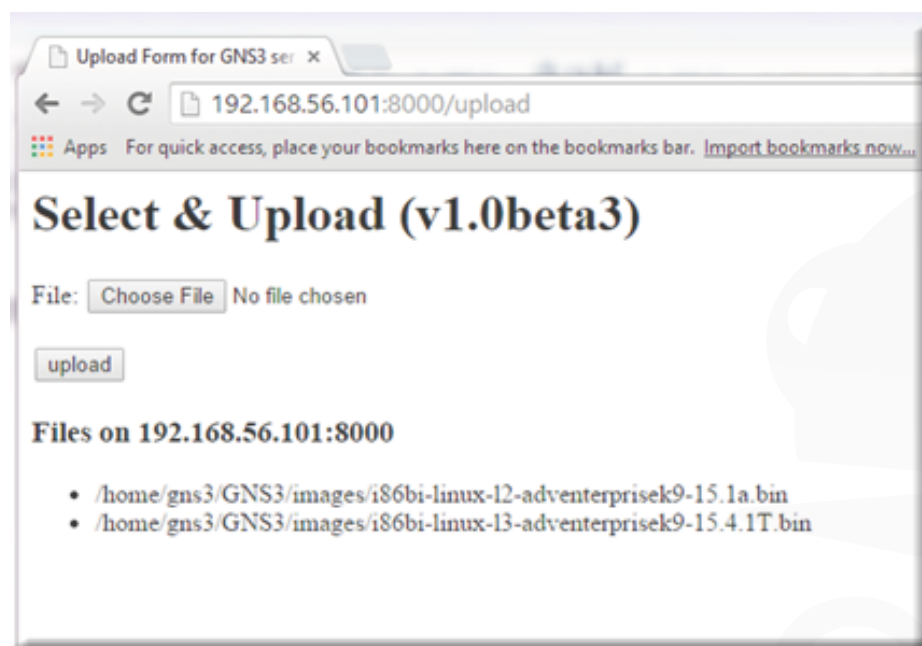 Upload Form for GNS3 ser
192.168.56.101:8000/upload
Apps For quick access, place your bookmarks here on the bookmarks bar. Import bookmarks now...
Select & Upload (v1.0beta3)
File: Choose File No file chosen
upload
Files on 192.168.56.101:8000
• /home/gns3/GNS3/images/i86bi-linux-l2-adventerprisek9-15.1a.bin
• /home/gns3/GNS3/images/i86bi-linux-l3-adventerprisek9-15.4.1T.bin